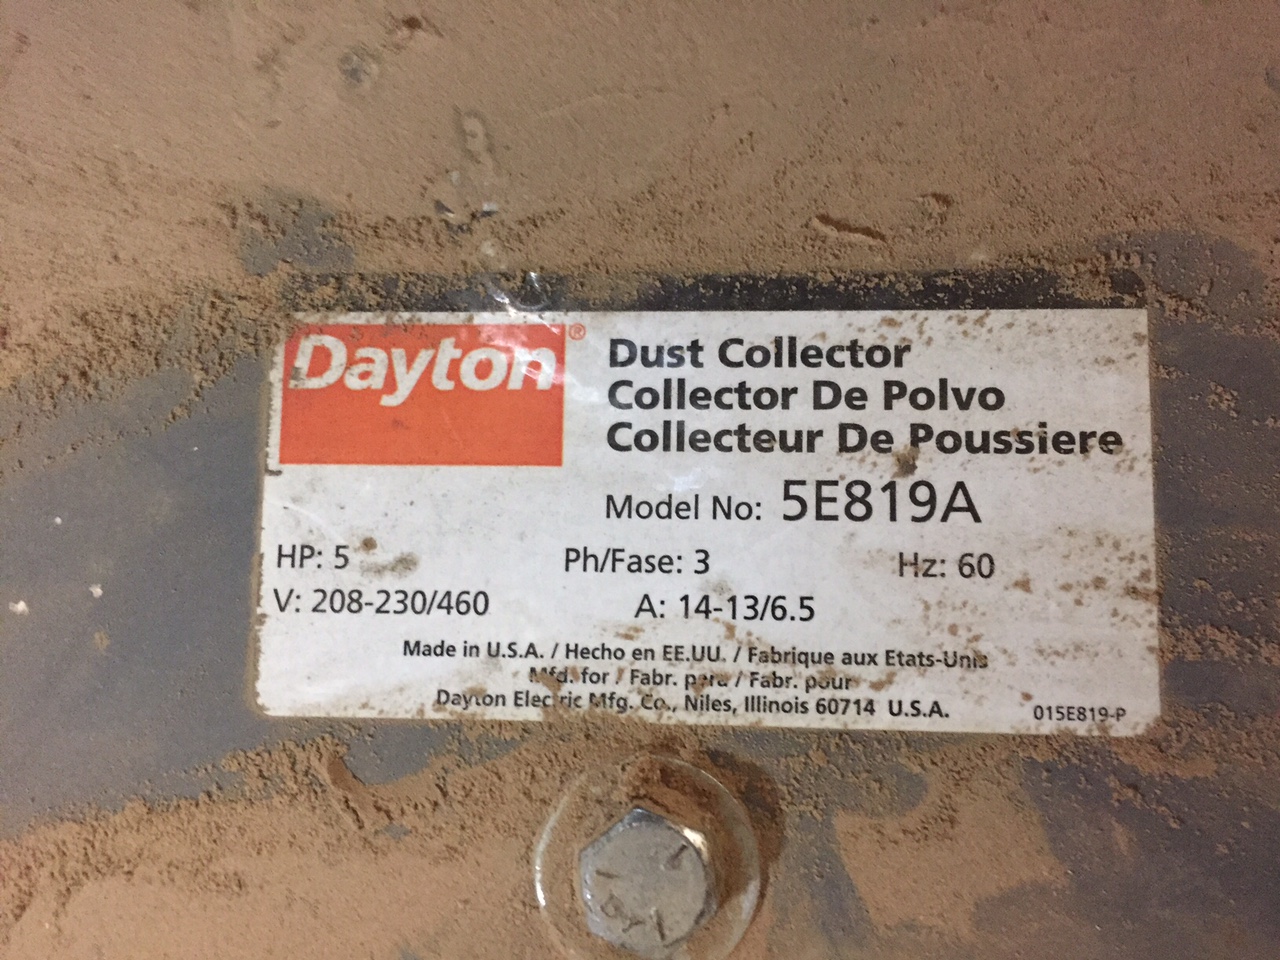 Dayton®
Dust Collector
Collector De Polvo
Collecteur De Poussiere
Model No: 5E819A
HP: 5 Ph/Fase: 3 Hz: 60
V: 208-230/460 A: 14-13/6.5
Made in U.S.A. / Hecho en EE.UU. / Fabrique aux Etats-Unis
Mfd. for / Fabr. para / Fabr. pour
Dayton Electric Mfg. Co., Niles, Illinois 60714 U.S.A.
015E819-P